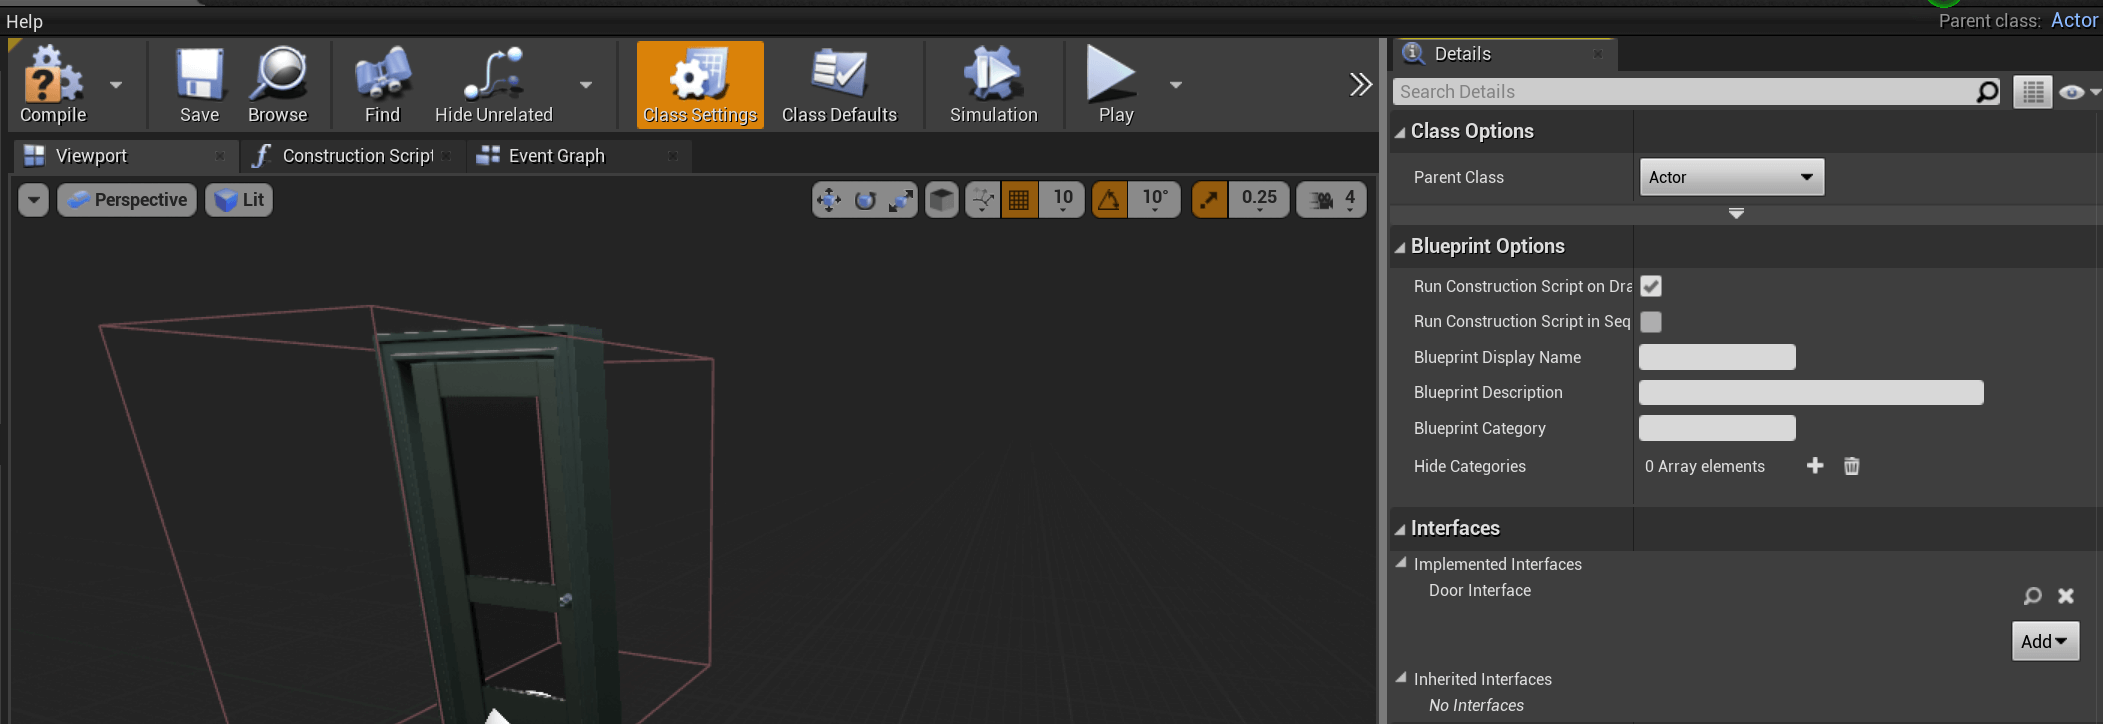 Help
Parent class: Actor
Compile
Save
Browse
Find
Hide Unrelated
Class Settings
Class Defaults
Simulation
Play
Details
Search Details
Viewport
Construction Script
Event Graph
Perspective
Lit
10
10°
0.25
4
Class Options
Parent Class
Actor
Blueprint Options
Run Construction Script on Dra
Run Construction Script in Seq
Blueprint Display Name
Blueprint Description
Blueprint Category
Hide Categories
0 Array elements
Interfaces
Implemented Interfaces
Door Interface
Add
Inherited Interfaces
No Interfaces